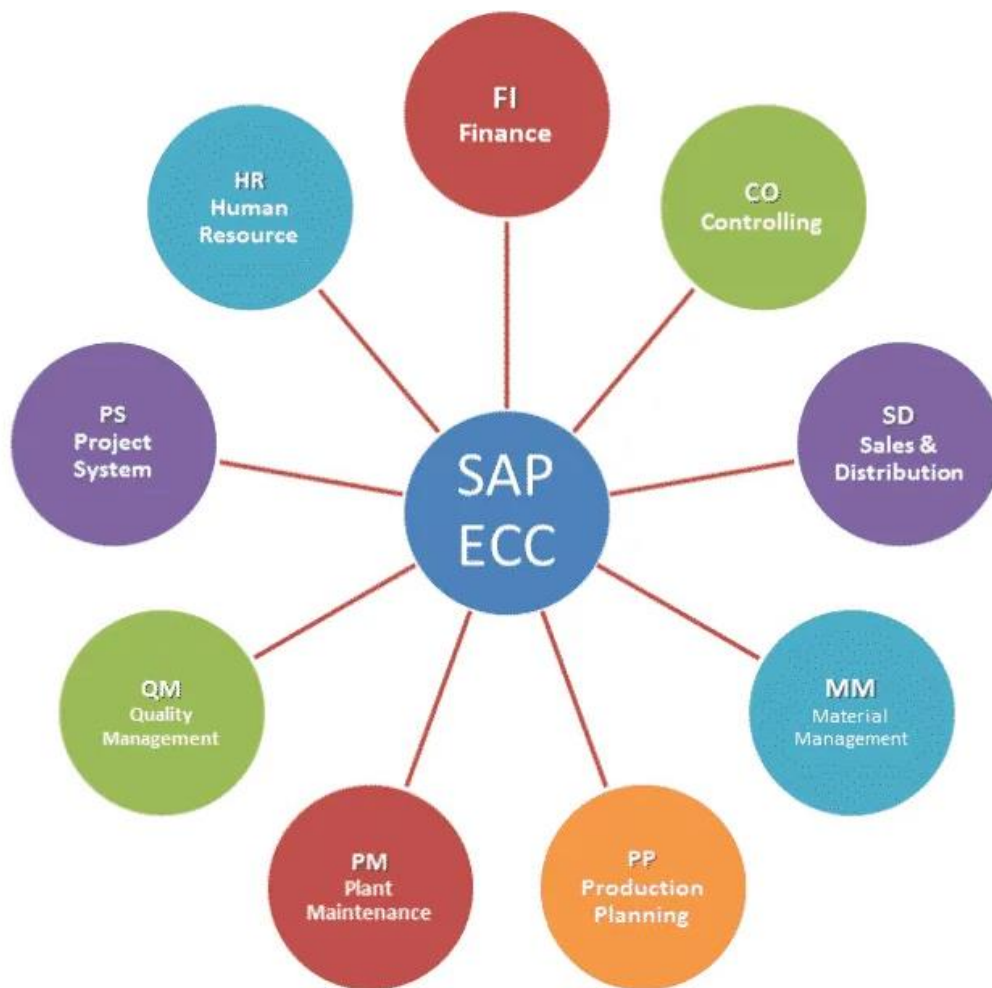 FI
Finance
CO
Controlling
SD
Sales &
Distribution
MM
Material
Management
PP
Production
Planning
PM
Plant
Maintenance
QM
Quality
Management
PS
Project
System
HR
Human
Resource
SAP
ECC